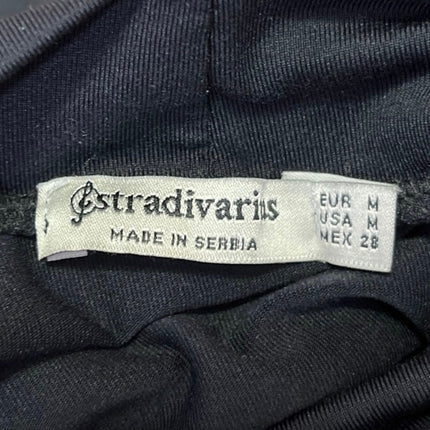 stradivarius
MADE IN SERBIA
EUR M
USA M
MEX 28